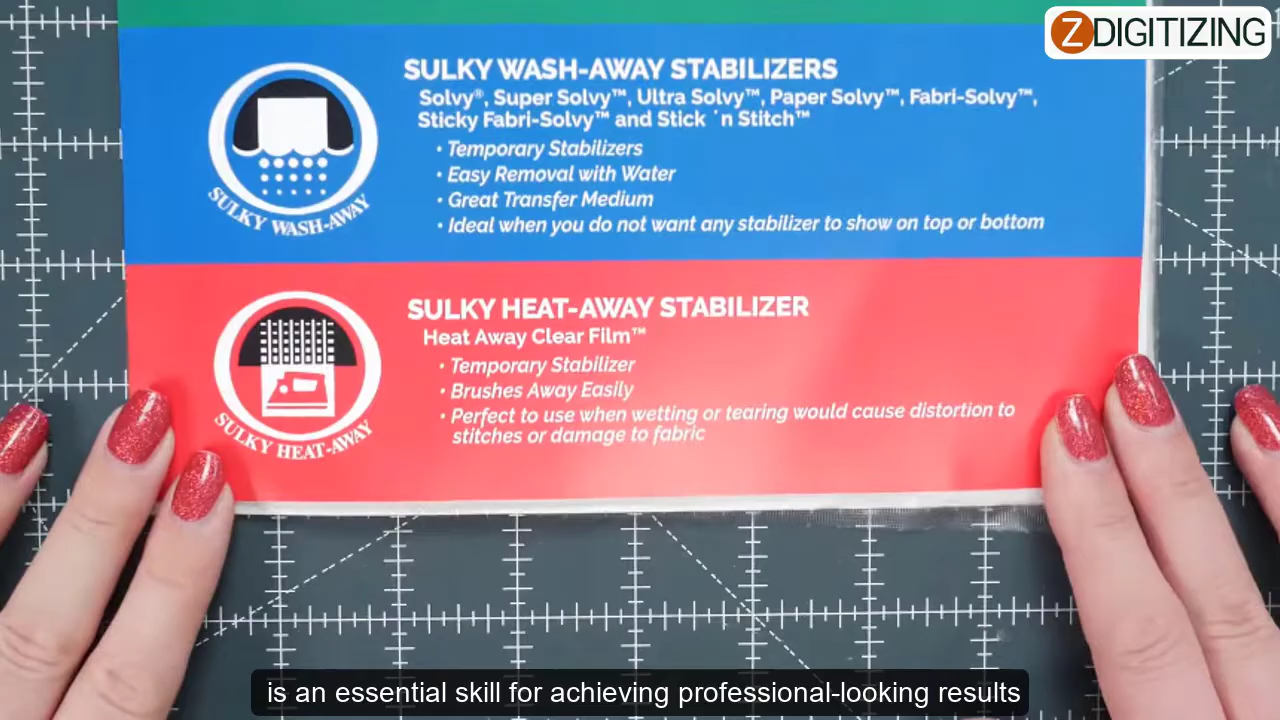 ZDIGITIZING
SULKY WASH-AWAY STABILIZERS
Solvy®, Super Solvy™, Ultra Solvy™, Paper Solvy™, Fabri-Solvy™,
Sticky Fabri-Solvy™ and Stick ´n Stitch™
• Temporary Stabilizers
• Easy Removal with Water
• Great Transfer Medium
• Ideal when you do not want any stabilizer to show on top or bottom
SULKY WASH-AWAY
SULKY HEAT-AWAY STABILIZER
Heat Away Clear Film™
• Temporary Stabilizer
• Brushes Away Easily
• Perfect to use when wetting or tearing would cause distortion to
stitches or damage to fabric
SULKY HEAT-AWAY
is an essential skill for achieving professional-looking results